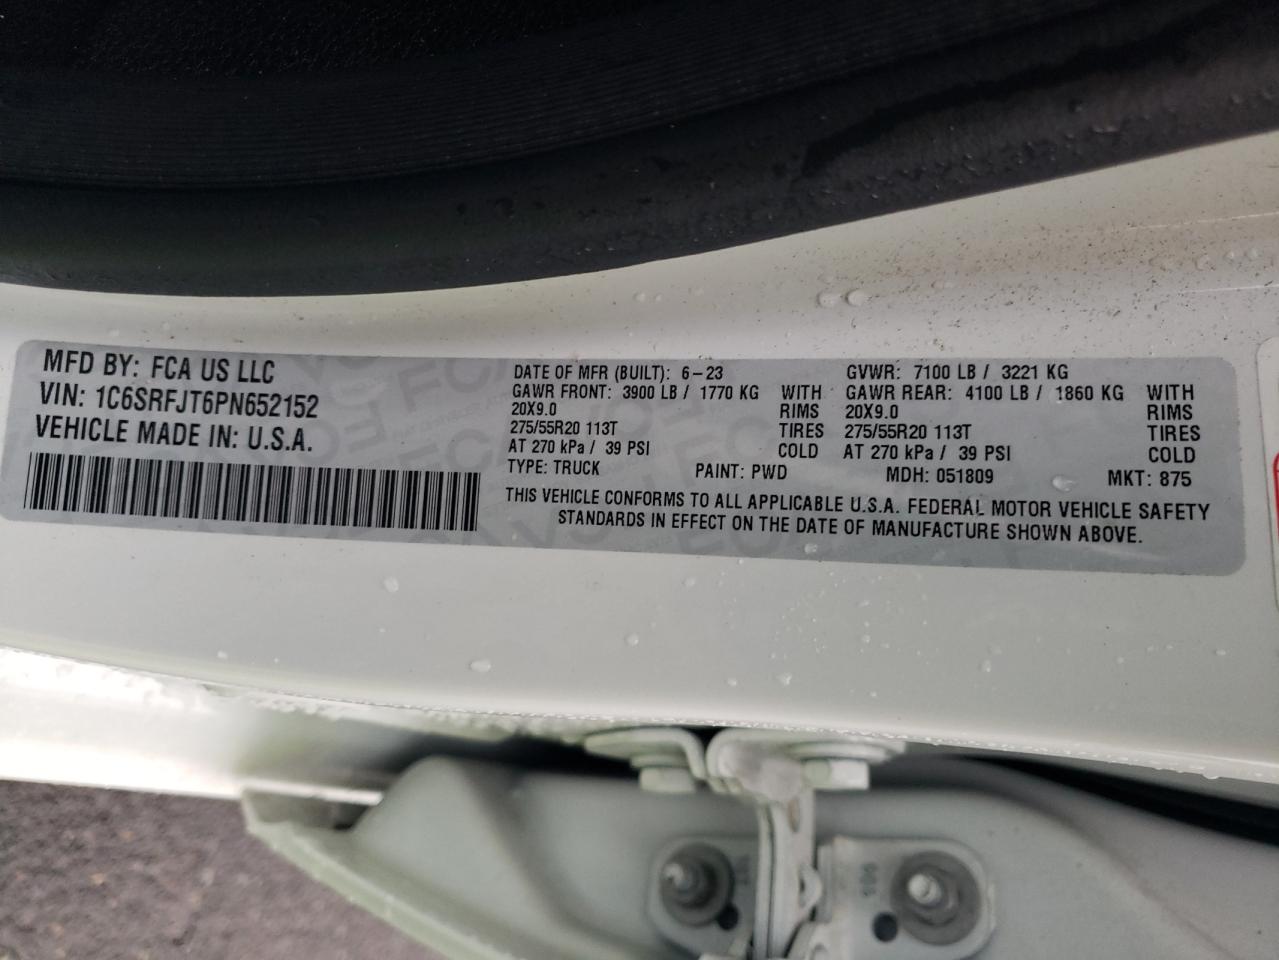 MFD BY: FCA US LLC
VIN: 1C6SRFJT6PN652152
VEHICLE MADE IN: U.S.A.
DATE OF MFR (BUILT): 6-23 GVWR: 7100 LB / 3221 KG
GAWR FRONT: 3900 LB / 1770 KG WITH GAWR REAR: 4100 LB / 1860 KG WITH
20X9.0 RIMS 20X9.0 RIMS
275/55R20 113T TIRES 275/55R20 113T TIRES
AT 270 kPa / 39 PSI COLD AT 270 kPa / 39 PSI COLD
TYPE: TRUCK PAINT: PWD MDH: 051809 MKT: 875
THIS VEHICLE CONFORMS TO ALL APPLICABLE U.S.A. FEDERAL MOTOR VEHICLE SAFETY
STANDARDS IN EFFECT ON THE DATE OF MANUFACTURE SHOWN ABOVE.